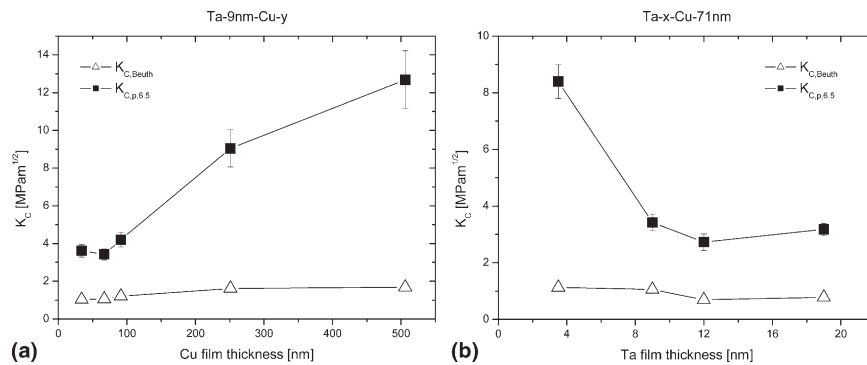 Ta-9nm-Cu-y
K_C [MPam^1/2]
14
12
10
8
6
4
2
0
K_C,Beuth
K_C,p,6.5
0 100 200 300 400 500
Cu film thickness [nm]
(a)
Ta-x-Cu-71nm
K_C [MPam^1/2]
10
8
6
4
2
0
K_C,Beuth
K_C,p,6.5
0 4 8 12 16 20
Ta film thickness [nm]
(b)